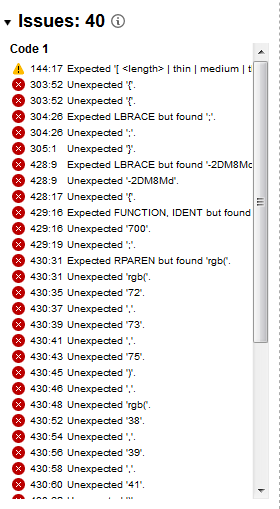 Issues: 40
Code 1
144:17 Expected '[ <length> | thin | medium | t
303:52 Unexpected '{'.
303:52 Unexpected '{'.
304:26 Expected LBRACE but found ';'.
304:26 Unexpected ';'.
305:1 Unexpected '}'.
428:9 Expected LBRACE but found '-2DM8Md
428:9 Unexpected '-2DM8Md'.
428:17 Unexpected '{'.
429:16 Expected FUNCTION, IDENT but found
429:16 Unexpected '700'.
429:19 Unexpected ';'.
430:31 Expected RPAREN but found 'rgb('.
430:31 Unexpected 'rgb('.
430:35 Unexpected '72'.
430:37 Unexpected ','.
430:39 Unexpected '73'.
430:41 Unexpected ','.
430:43 Unexpected '75'.
430:45 Unexpected ')'.
430:46 Unexpected ','.
430:48 Unexpected 'rgb('.
430:52 Unexpected '38'.
430:54 Unexpected ','.
430:56 Unexpected '39'.
430:58 Unexpected ','.
430:60 Unexpected '41'.